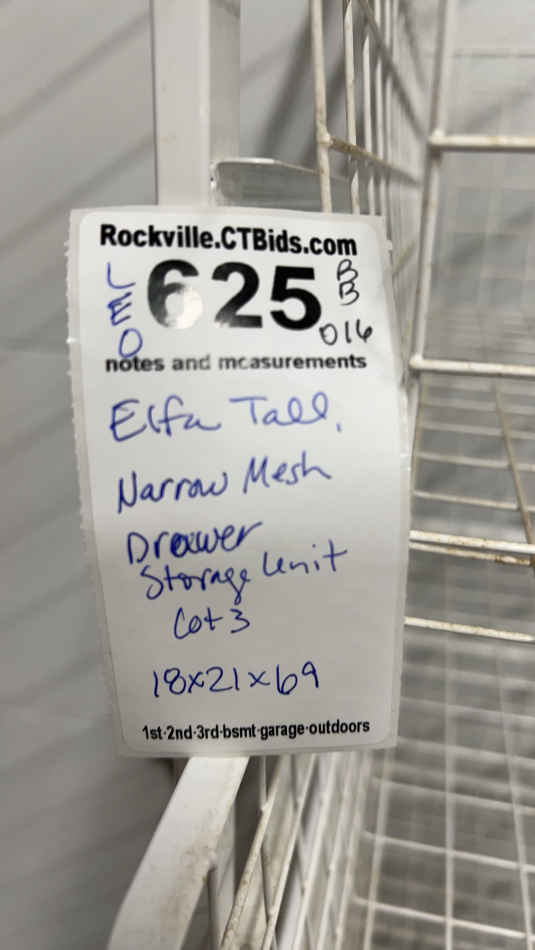 Rockville.CTBids.com
LEO 625 BB
016
notes and measurements
Elfa Tall,
Narrow Mesh
Drawer
Storage Unit
Lot 3
18x21x69
1st·2nd·3rd·bsmt·garage·outdoors